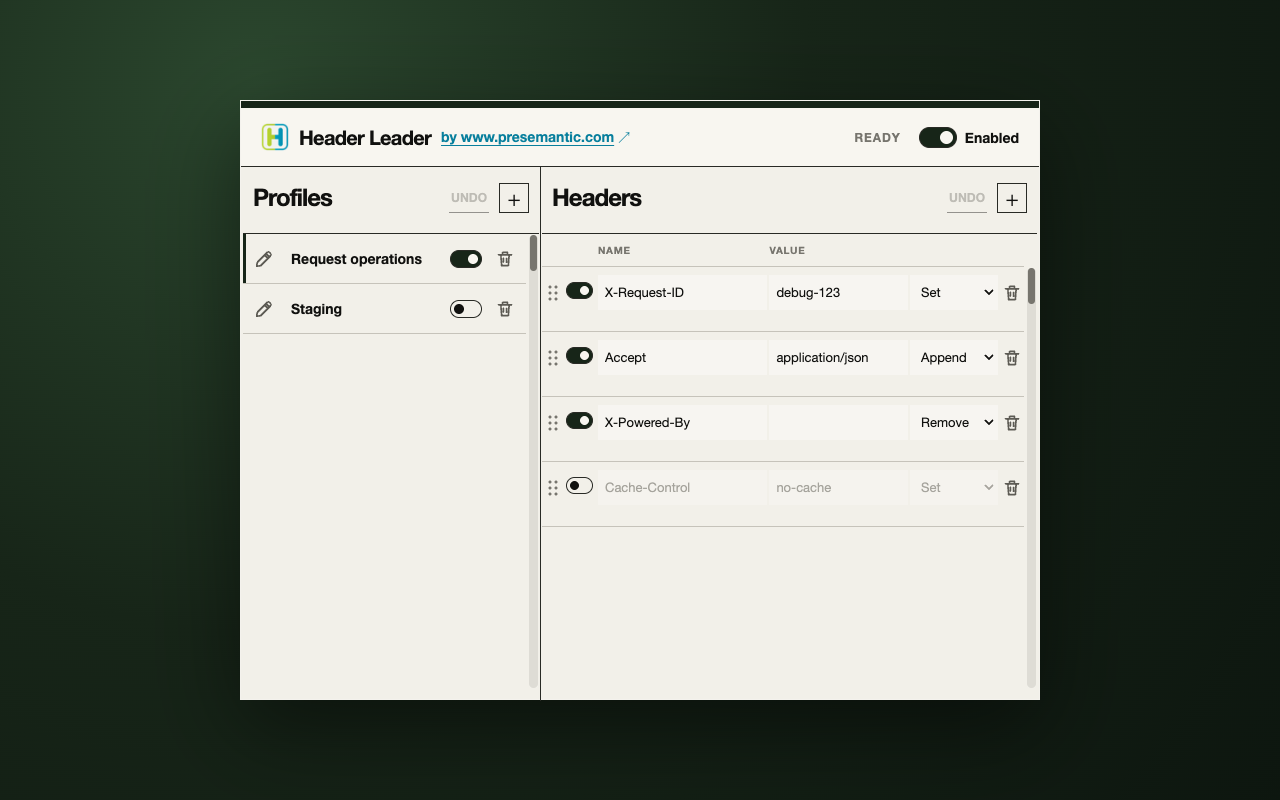 Header Leader by www.presemantic.com ↗ READY Enabled
Profiles UNDO +
Request operations
Staging
Headers UNDO +
NAME VALUE
X-Request-ID debug-123 Set
Accept application/json Append
X-Powered-By Remove
Cache-Control no-cache Set